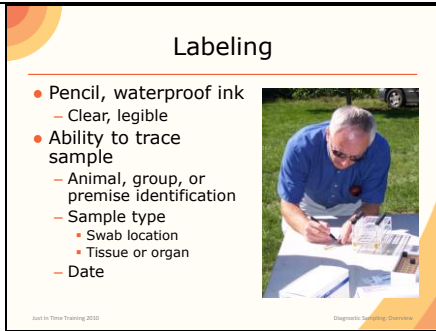 Labeling
Pencil, waterproof ink
– Clear, legible
Ability to trace
sample
– Animal, group, or
premise identification
– Sample type
Swab location
Tissue or organ
– Date
Just In Time Training 2010
Diagnostic Sampling: Overview